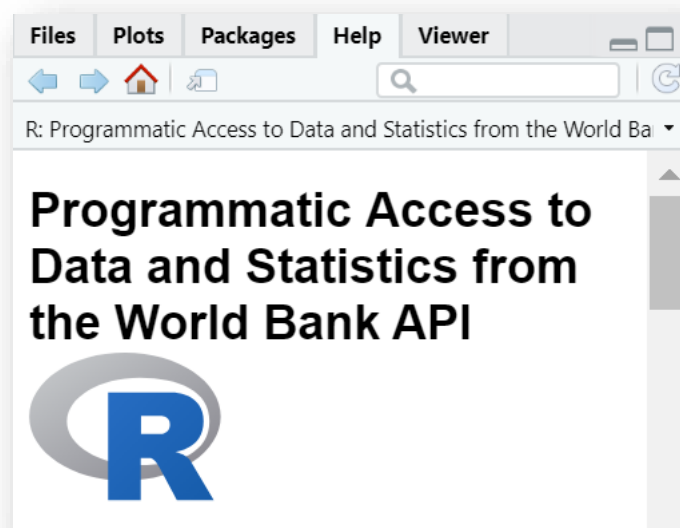 Files Plots Packages Help Viewer
R: Programmatic Access to Data and Statistics from the World Ba
Programmatic Access to
Data and Statistics from
the World Bank API
R